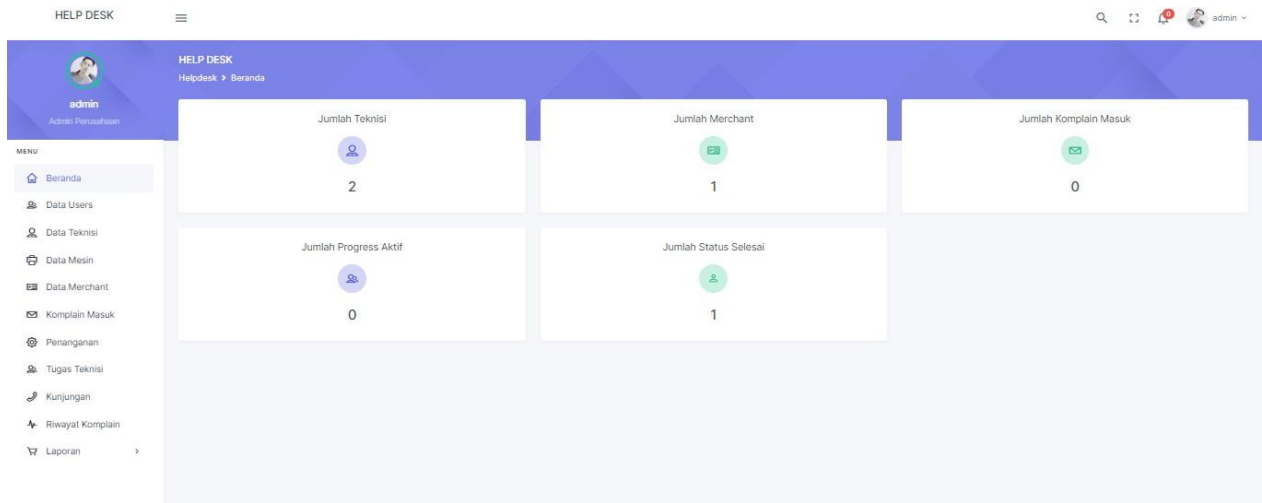 HELP DESK
0
admin
HELP DESK
Helpdesk > Beranda
admin
Admin Perusahaan
MENU
Beranda
Data Users
Data Teknisi
Data Mesin
Data Merchant
Komplain Masuk
Penanganan
Tugas Teknisi
Kunjungan
Riwayat Komplain
Laporan >
Jumlah Teknisi
2
Jumlah Merchant
1
Jumlah Komplain Masuk
0
Jumlah Progress Aktif
0
Jumlah Status Selesai
1